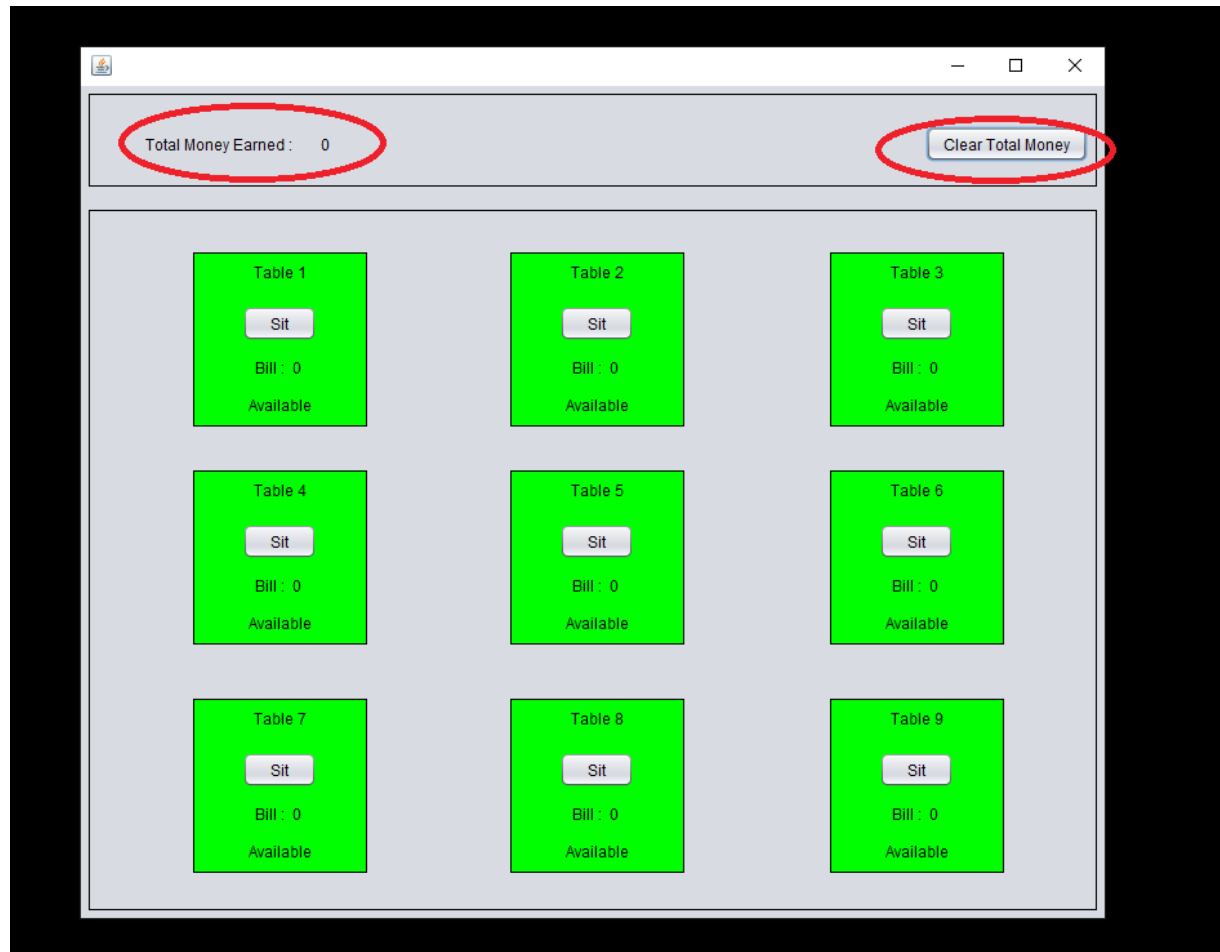 Total Money Earned : 0 Clear Total Money
Table 1 Table 2 Table 3
Sit Sit Sit
Bill : 0 Bill : 0 Bill : 0
Available Available Available
Table 4 Table 5 Table 6
Sit Sit Sit
Bill : 0 Bill : 0 Bill : 0
Available Available Available
Table 7 Table 8 Table 9
Sit Sit Sit
Bill : 0 Bill : 0 Bill : 0
Available Available Available